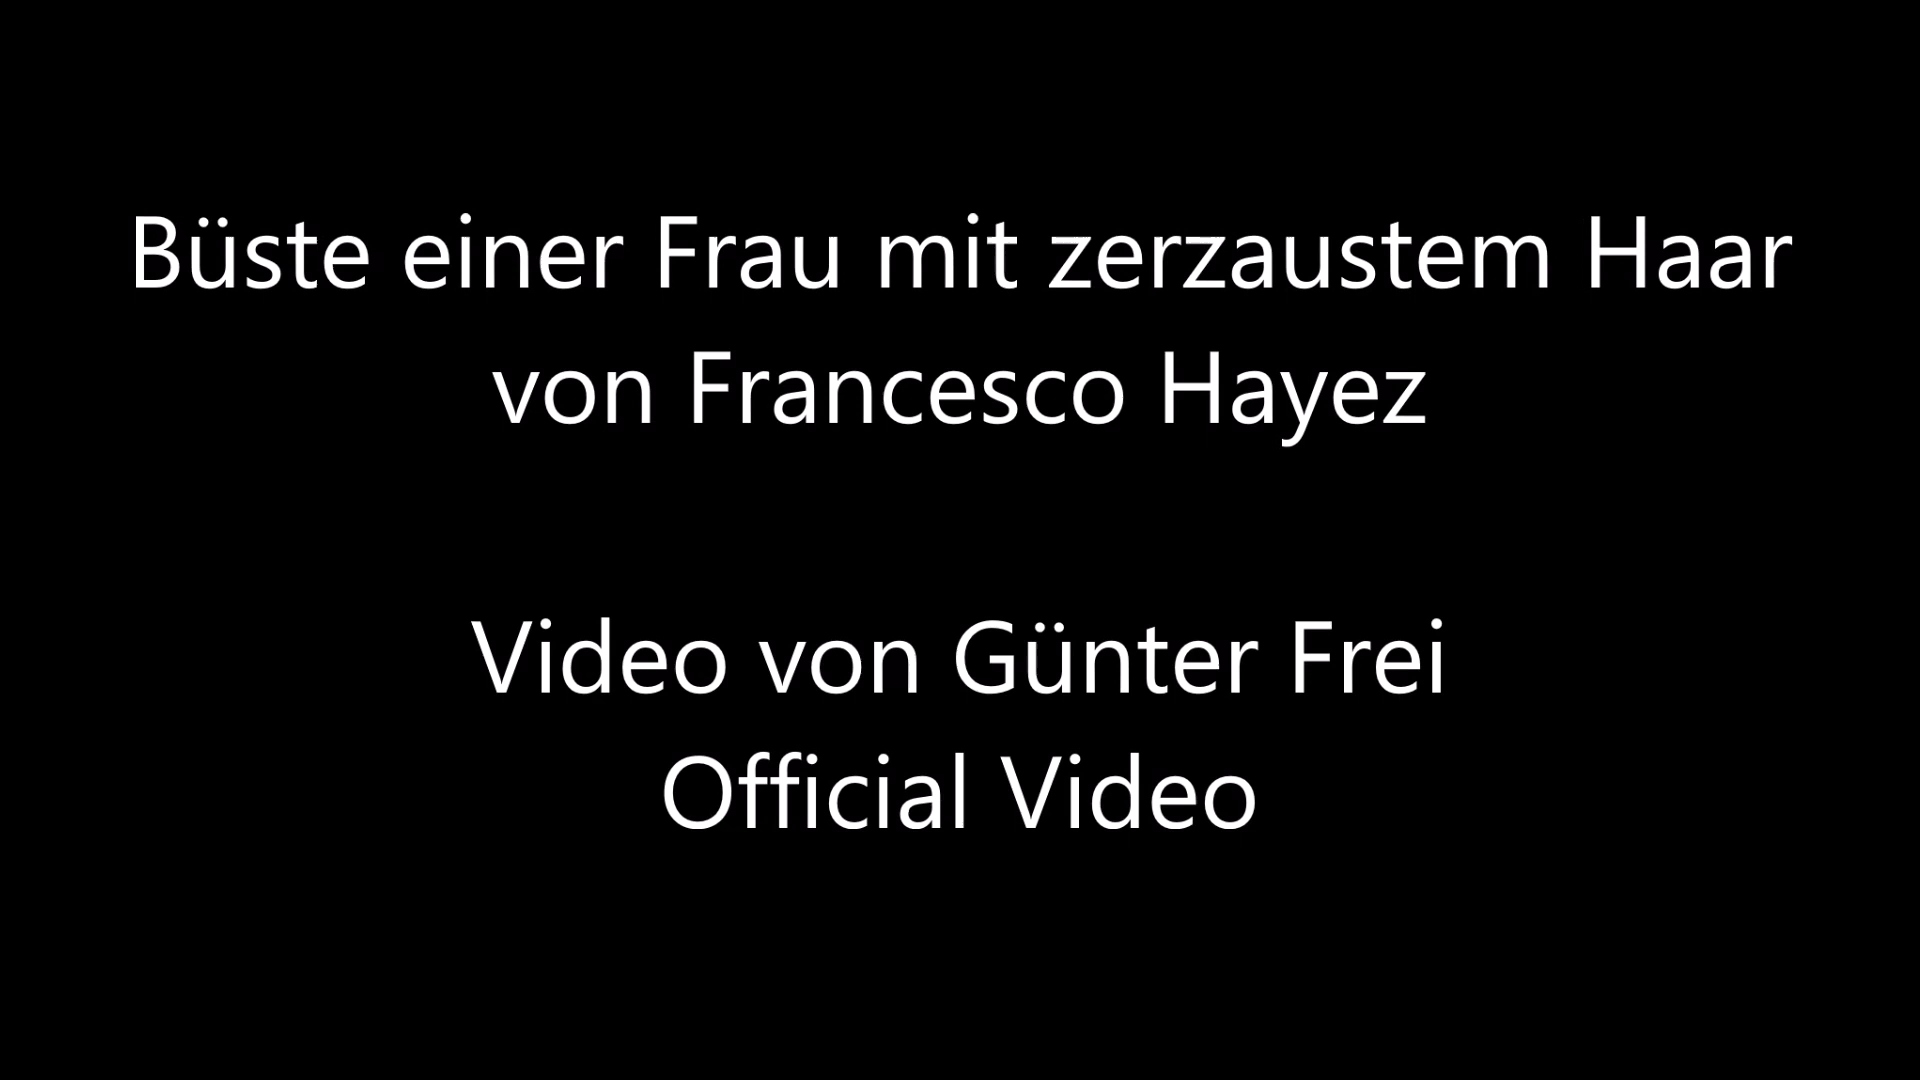 Büste einer Frau mit zerzaustem Haar
von Francesco Hayez
Video von Günter Frei
Official Video